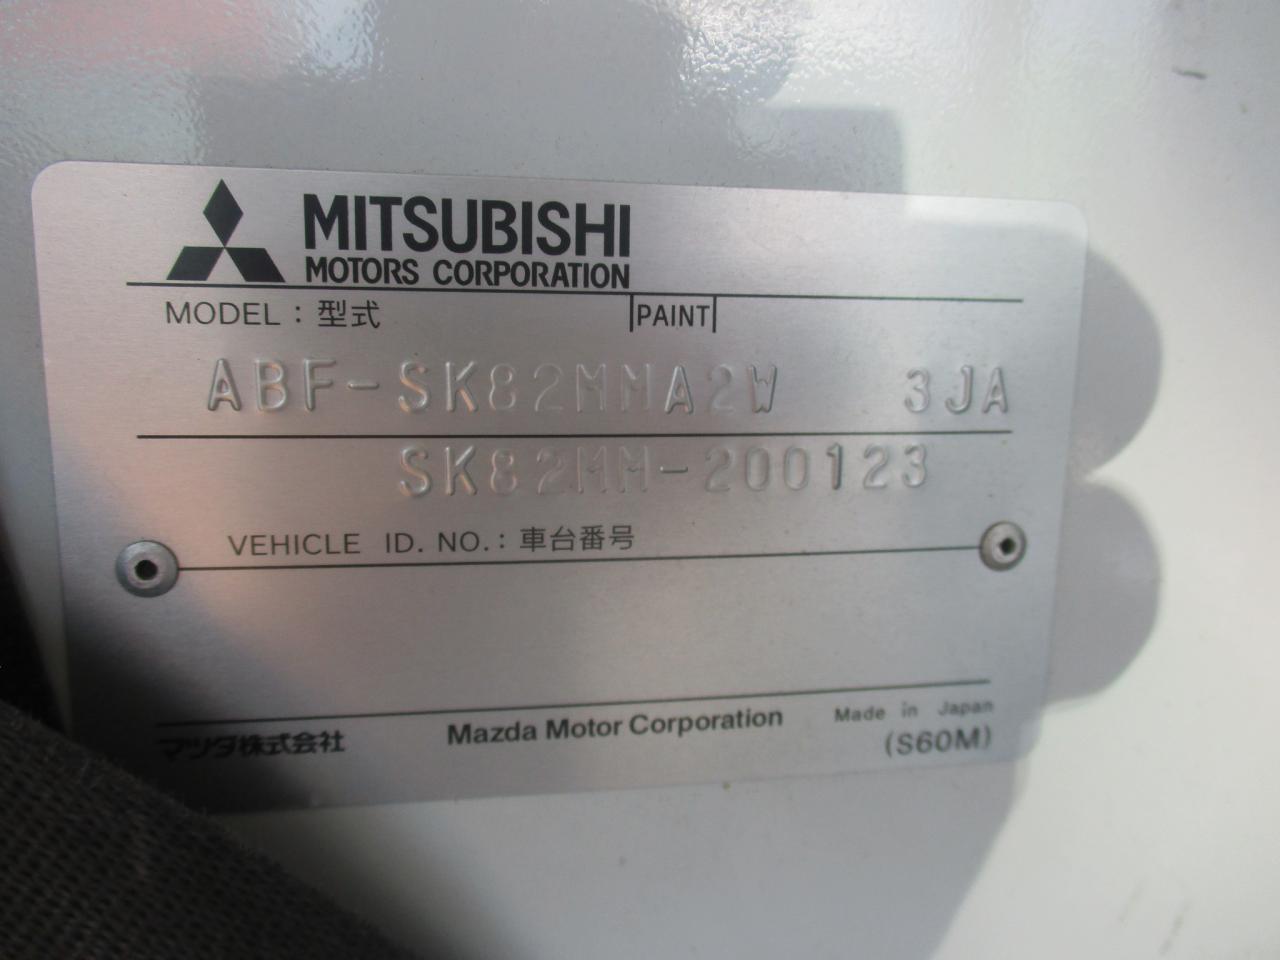 MITSUBISHI
MOTORS CORPORATION
MODEL : 型式 PAINT
ABF-SK82MMA2W 3JA
SK82MM-200123
VEHICLE ID. NO. : 車台番号
マツダ株式会社 Mazda Motor Corporation Made in Japan
(S60M)